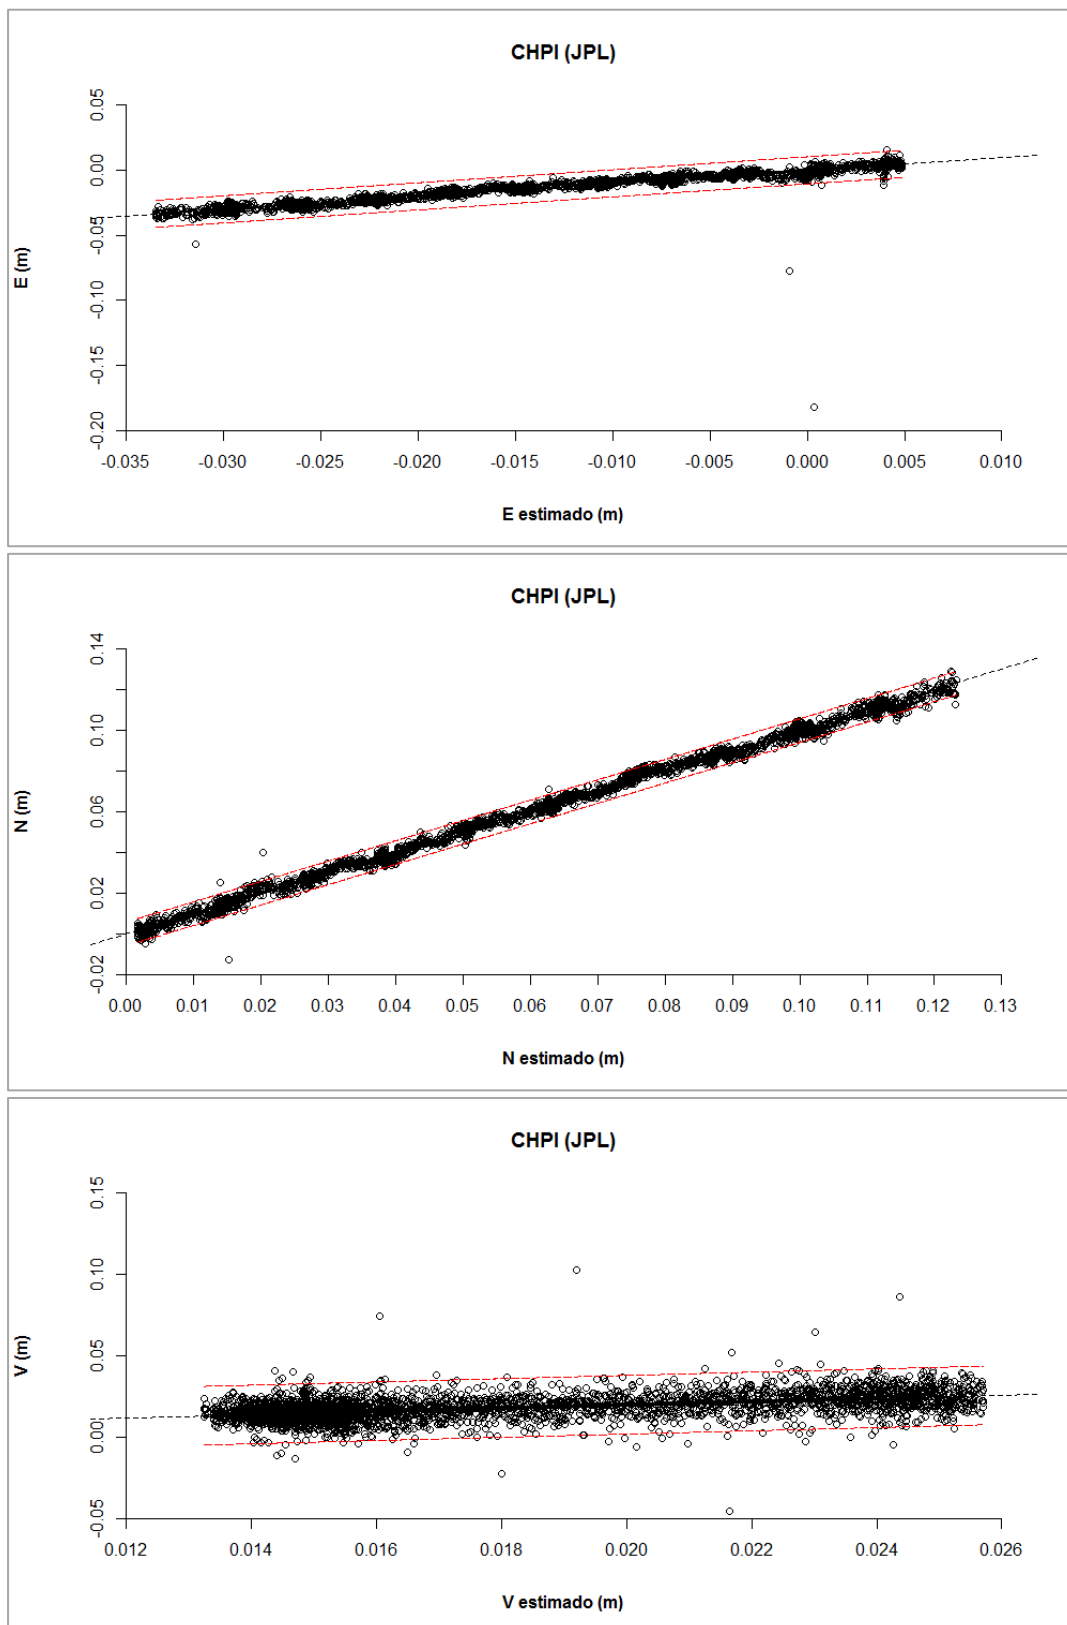 CHPI (JPL)
0.05
0.00
-0.05
-0.10
-0.15
-0.20
E (m)
-0.035 -0.030 -0.025 -0.020 -0.015 -0.010 -0.005 0.000 0.005 0.010
E estimado (m)
CHPI (JPL)
0.14
0.10
0.06
0.02
-0.02
N (m)
0.00 0.01 0.02 0.03 0.04 0.05 0.06 0.07 0.08 0.09 0.10 0.11 0.12 0.13
N estimado (m)
CHPI (JPL)
0.15
0.10
0.05
0.00
-0.05
V (m)
0.012 0.014 0.016 0.018 0.020 0.022 0.024 0.026
V estimado (m)